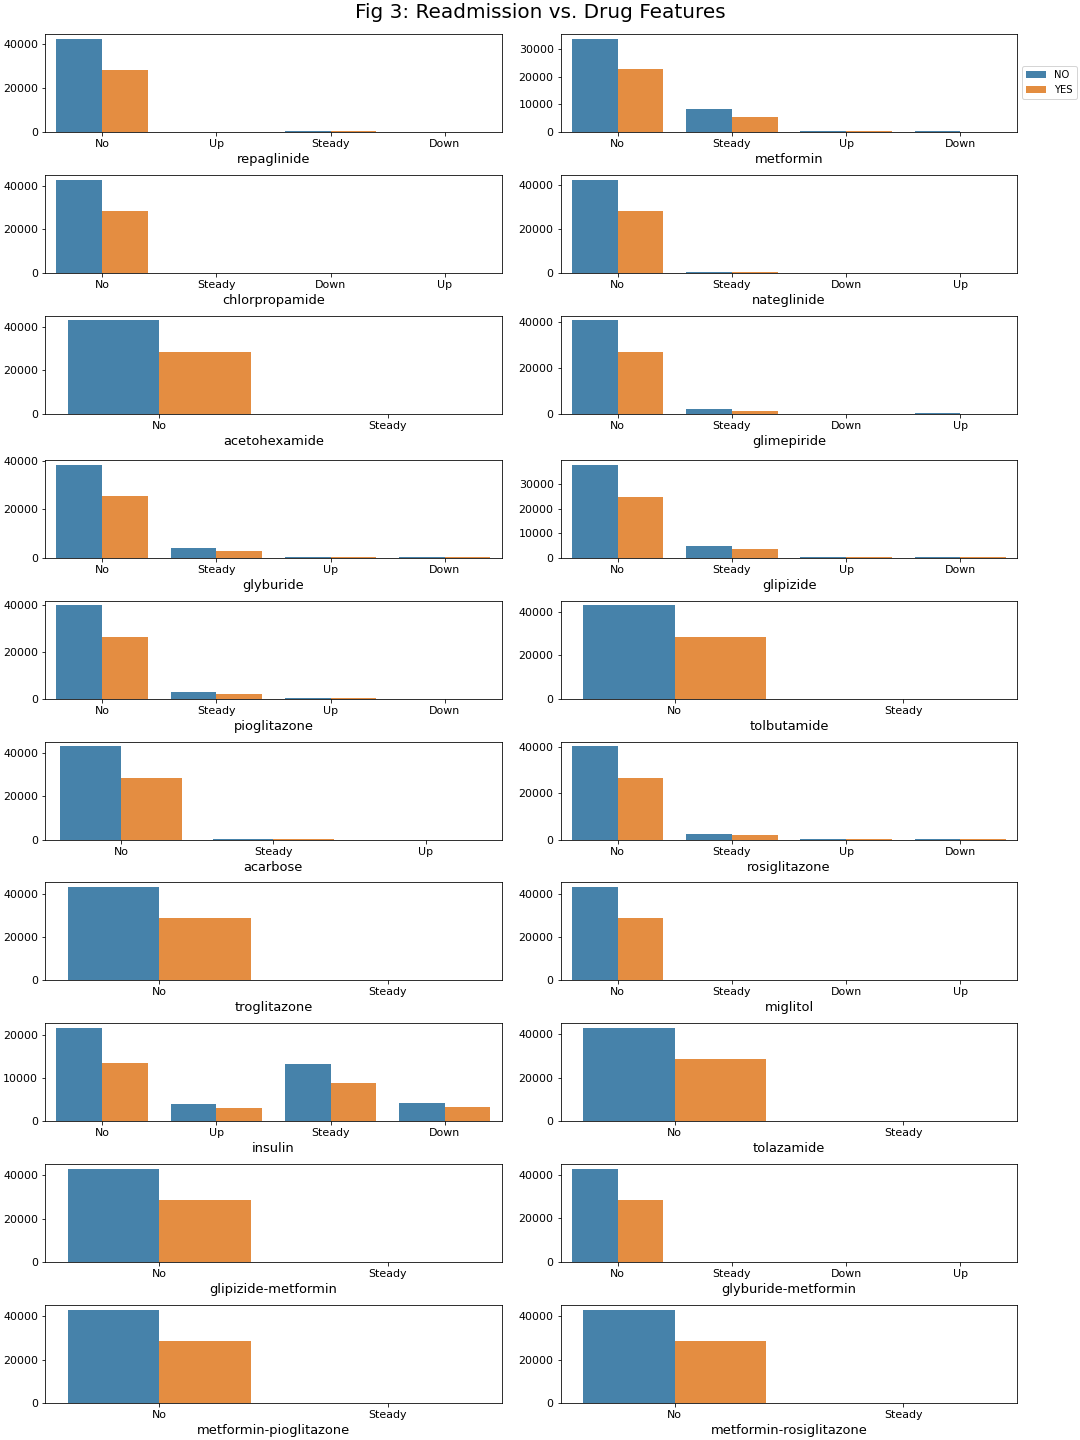 Fig 3: Readmission vs. Drug Features
40000
20000
0
No Up Steady Down
repaglinide
30000
20000
10000
0
No Steady Up Down
metformin
NO
YES
40000
20000
0
No Steady Down Up
chlorpropamide
40000
20000
0
No Steady Down Up
nateglinide
40000
20000
0
No Steady
acetohexamide
40000
20000
0
No Steady Down Up
glimepiride
40000
20000
0
No Steady Up Down
glyburide
30000
20000
10000
0
No Steady Up Down
glipizide
40000
20000
0
No Steady Up Down
pioglitazone
40000
20000
0
No Steady
tolbutamide
40000
20000
0
No Steady Up
acarbose
40000
20000
0
No Steady Up Down
rosiglitazone
40000
20000
0
No Steady
troglitazone
40000
20000
0
No Steady Down Up
miglitol
20000
10000
0
No Up Steady Down
insulin
40000
20000
0
No Steady
tolazamide
40000
20000
0
No Steady
glipizide-metformin
40000
20000
0
No Steady Down Up
glyburide-metformin
40000
20000
0
No Steady
metformin-pioglitazone
40000
20000
0
No Steady
metformin-rosiglitazone